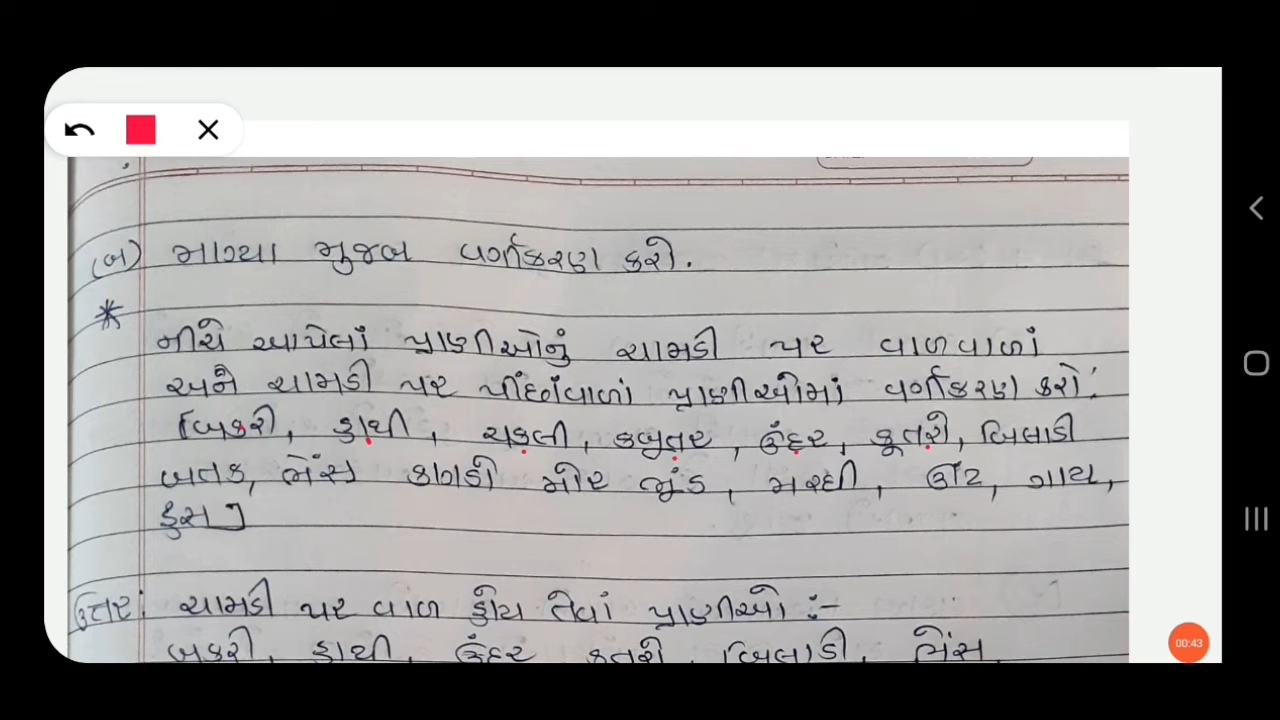 (બ) માગ્યા મુજબ વર્ગીકરણ કરો.
* નીચે આપેલાં પ્રાણીઓનું ચામડી પર વાળવાળાં
અને ચામડી પર પીંછાંવાળાં પ્રાણીઓમાં વર્ગીકરણ કરો:
[બકરી, હાથી, ચકલી, કબૂતર, ઉંદર, કૂતરો, બિલાડી
બતક, ભેંસ કાગડો મોર ભૂંડ, મરઘી, ઊંટ, ગાય,
હંસ]
ઉત્તર: ચામડી પર વાળ હોય તેવાં પ્રાણીઓ :-
બકરી, હાથી, ઉંદર કૂતરો, બિલાડી, ભેંસ,
00:43